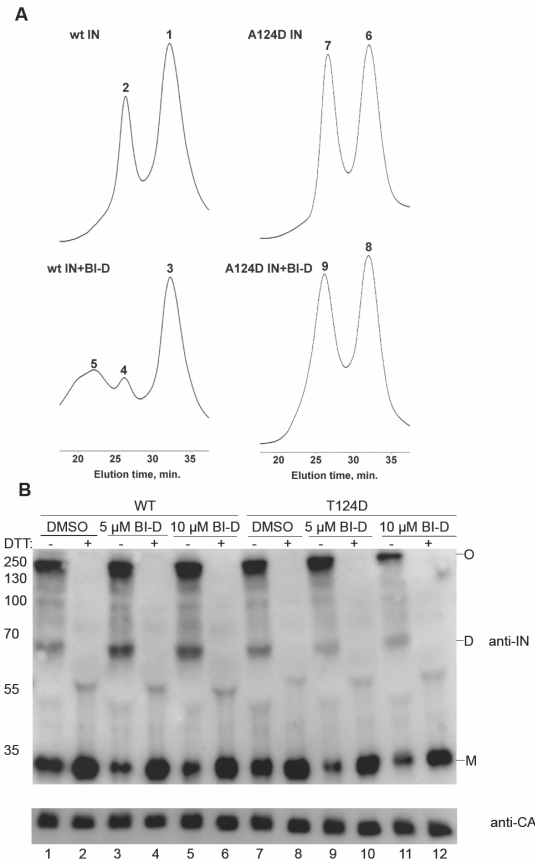 A
wt IN
1
2
A124D IN
7
6
wt IN+BI-D
3
5
4
A124D IN+BI-D
8
9
20 25 30 35
Elution time, min.
20 25 30 35
Elution time, min.
B
WT T124D
DMSO 5 µM BI-D 10 µM BI-D DMSO 5 µM BI-D 10 µM BI-D
DTT: - + - + - + - + - + - +
250
130
100
70
55
35
O
D
M
anti-IN
anti-CA
1 2 3 4 5 6 7 8 9 10 11 12